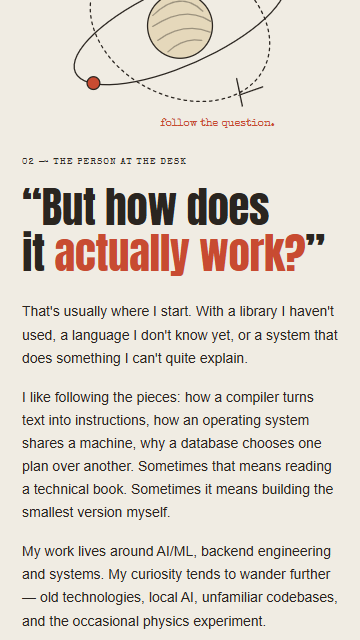 follow the question.
02 — THE PERSON AT THE DESK
“But how does
it actually work?”
That's usually where I start. With a library I haven't
used, a language I don't know yet, or a system that
does something I can't quite explain.
I like following the pieces: how a compiler turns
text into instructions, how an operating system
shares a machine, why a database chooses one
plan over another. Sometimes that means reading
a technical book. Sometimes it means building the
smallest version myself.
My work lives around AI/ML, backend engineering
and systems. My curiosity tends to wander further
— old technologies, local AI, unfamiliar codebases,
and the occasional physics experiment.